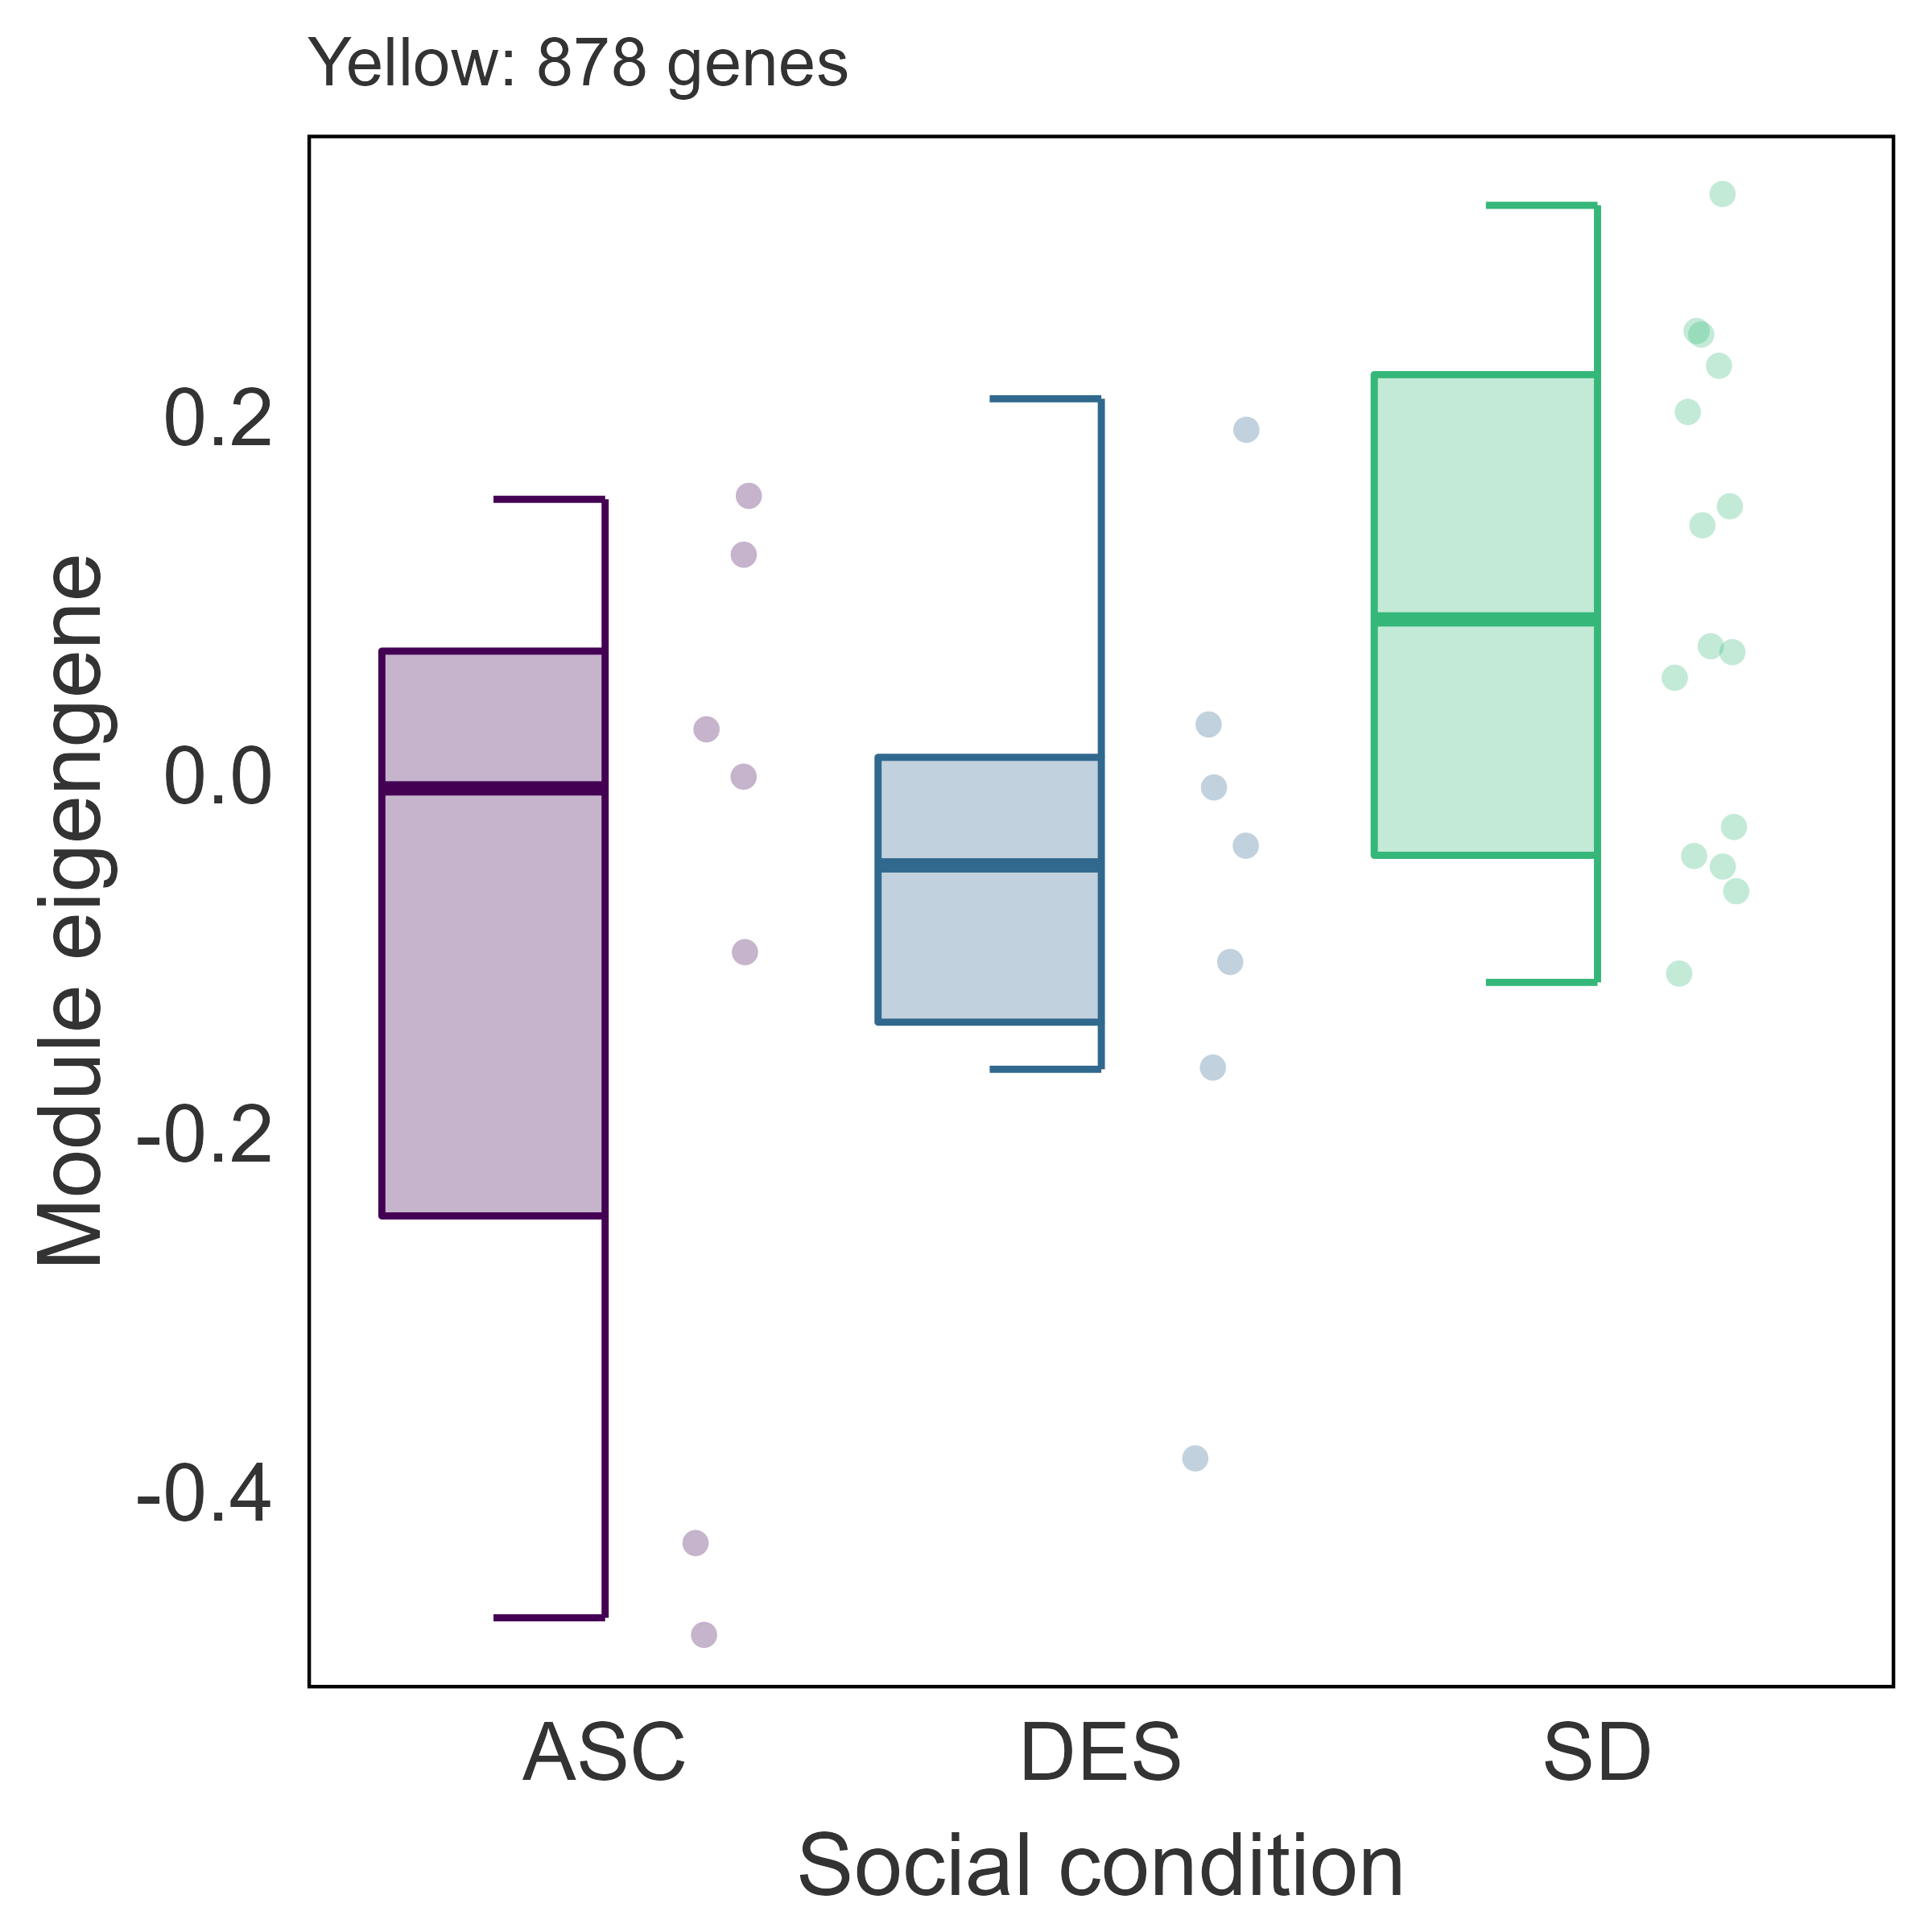 Yellow: 878 genes
Module eigengene
0.2
0.0
-0.2
-0.4
ASC
DES
SD
Social condition